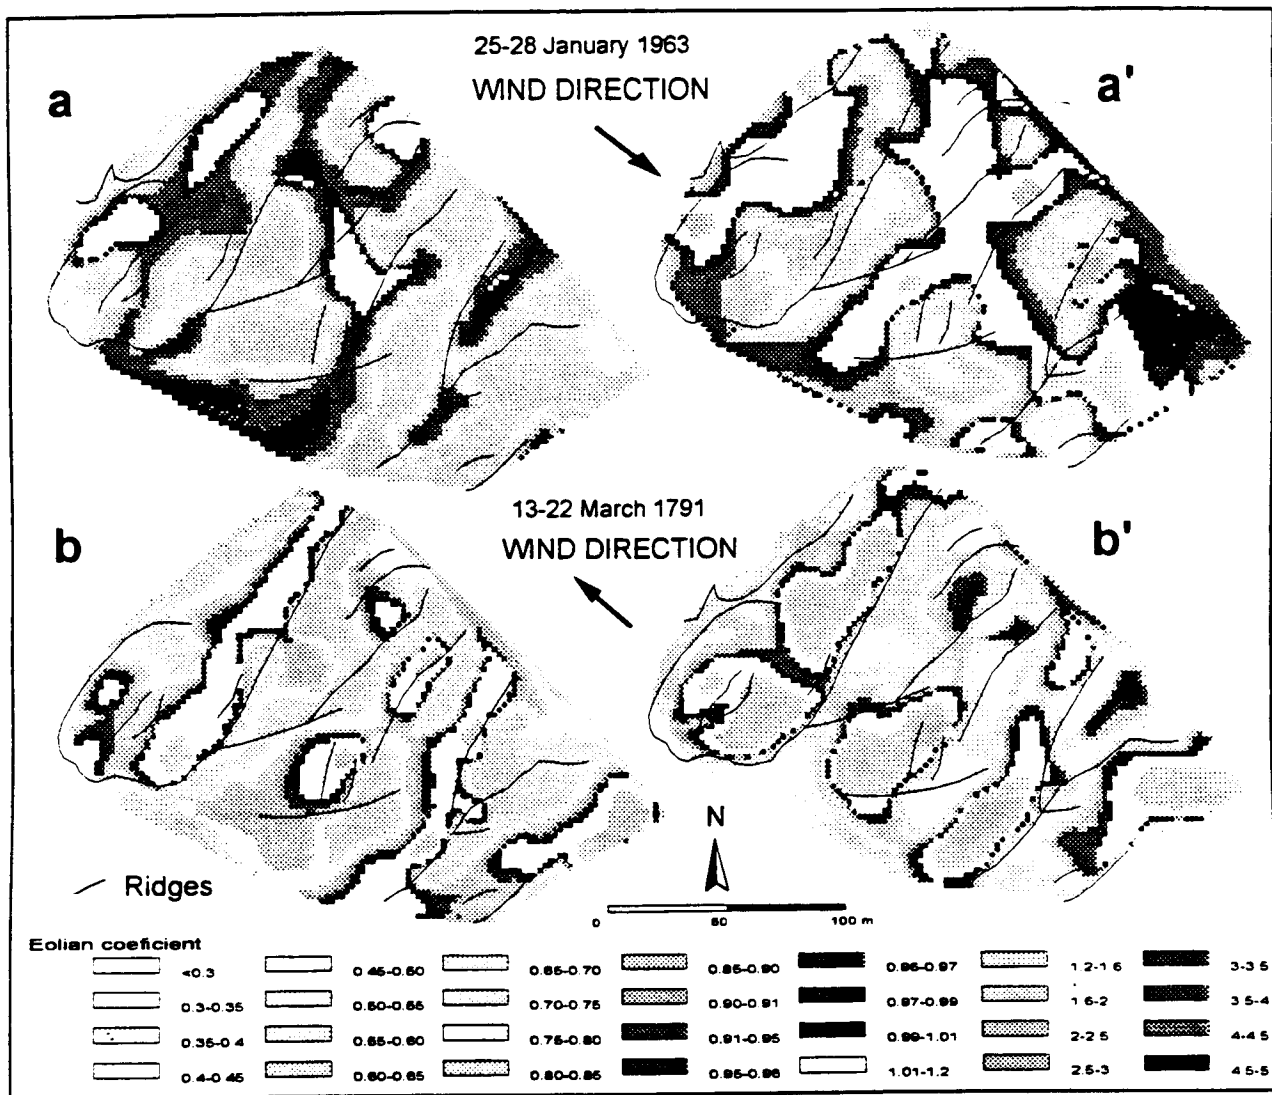 25-28 January 1963
WIND DIRECTION
a
a'
13-22 March 1791
WIND DIRECTION
b
b'
N
Ridges
0 50 100 m
Eolian coeficient
<0.3 0.45-0.50 0.65-0.70 0.85-0.90 0.96-0.97 1.2-1.6 3-3.5
0.3-0.35 0.50-0.55 0.70-0.75 0.90-0.91 0.97-0.99 1.6-2 3.5-4
0.35-0.4 0.55-0.60 0.75-0.80 0.91-0.95 0.99-1.01 2-2.5 4-4.5
0.4-0.45 0.60-0.65 0.80-0.85 0.95-0.96 1.01-1.2 2.5-3 4.5-5